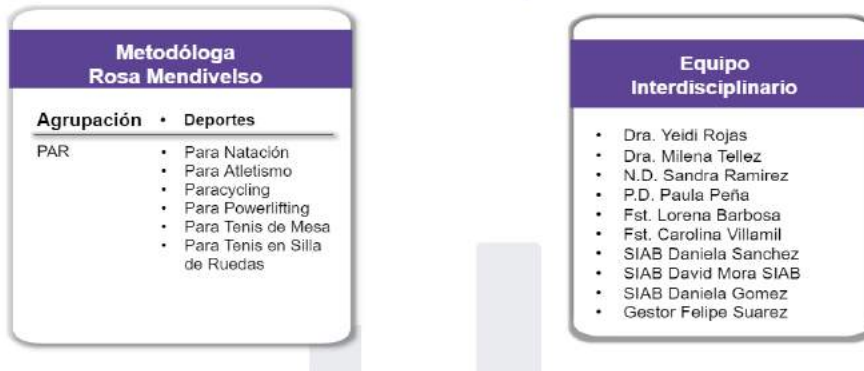 Metodóloga
Rosa Mendivelso
Agrupación • Deportes
PAR • Para Natación
• Para Atletismo
• Paracycling
• Para Powerlifting
• Para Tenis de Mesa
• Para Tenis en Silla
de Ruedas
Equipo
Interdisciplinario
• Dra. Yeidi Rojas
• Dra. Milena Tellez
• N.D. Sandra Ramirez
• P.D. Paula Peña
• Fst. Lorena Barbosa
• Fst. Carolina Villamil
• SIAB Daniela Sanchez
• SIAB David Mora SIAB
• SIAB Daniela Gomez
• Gestor Felipe Suarez